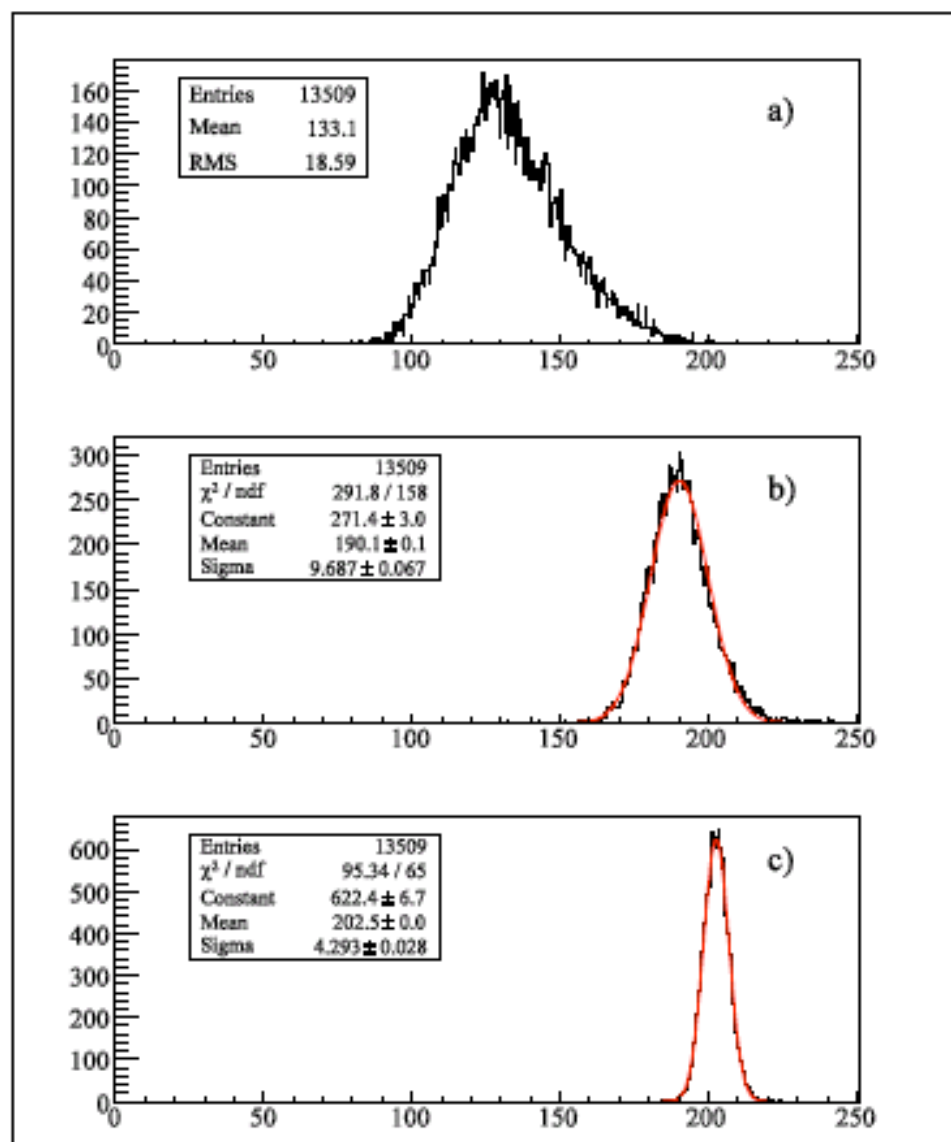 160
140
120
100
80
60
40
20
0
Entries 13509
Mean 133.1
RMS 18.59
a)
0 50 100 150 200 250
300
250
200
150
100
50
0
Entries 13509
χ² / ndf 291.8 / 158
Constant 271.4 ± 3.0
Mean 190.1 ± 0.1
Sigma 9.687 ± 0.067
b)
0 50 100 150 200 250
600
500
400
300
200
100
0
Entries 13509
χ² / ndf 95.34 / 65
Constant 622.4 ± 6.7
Mean 202.5 ± 0.0
Sigma 4.293 ± 0.028
c)
0 50 100 150 200 250